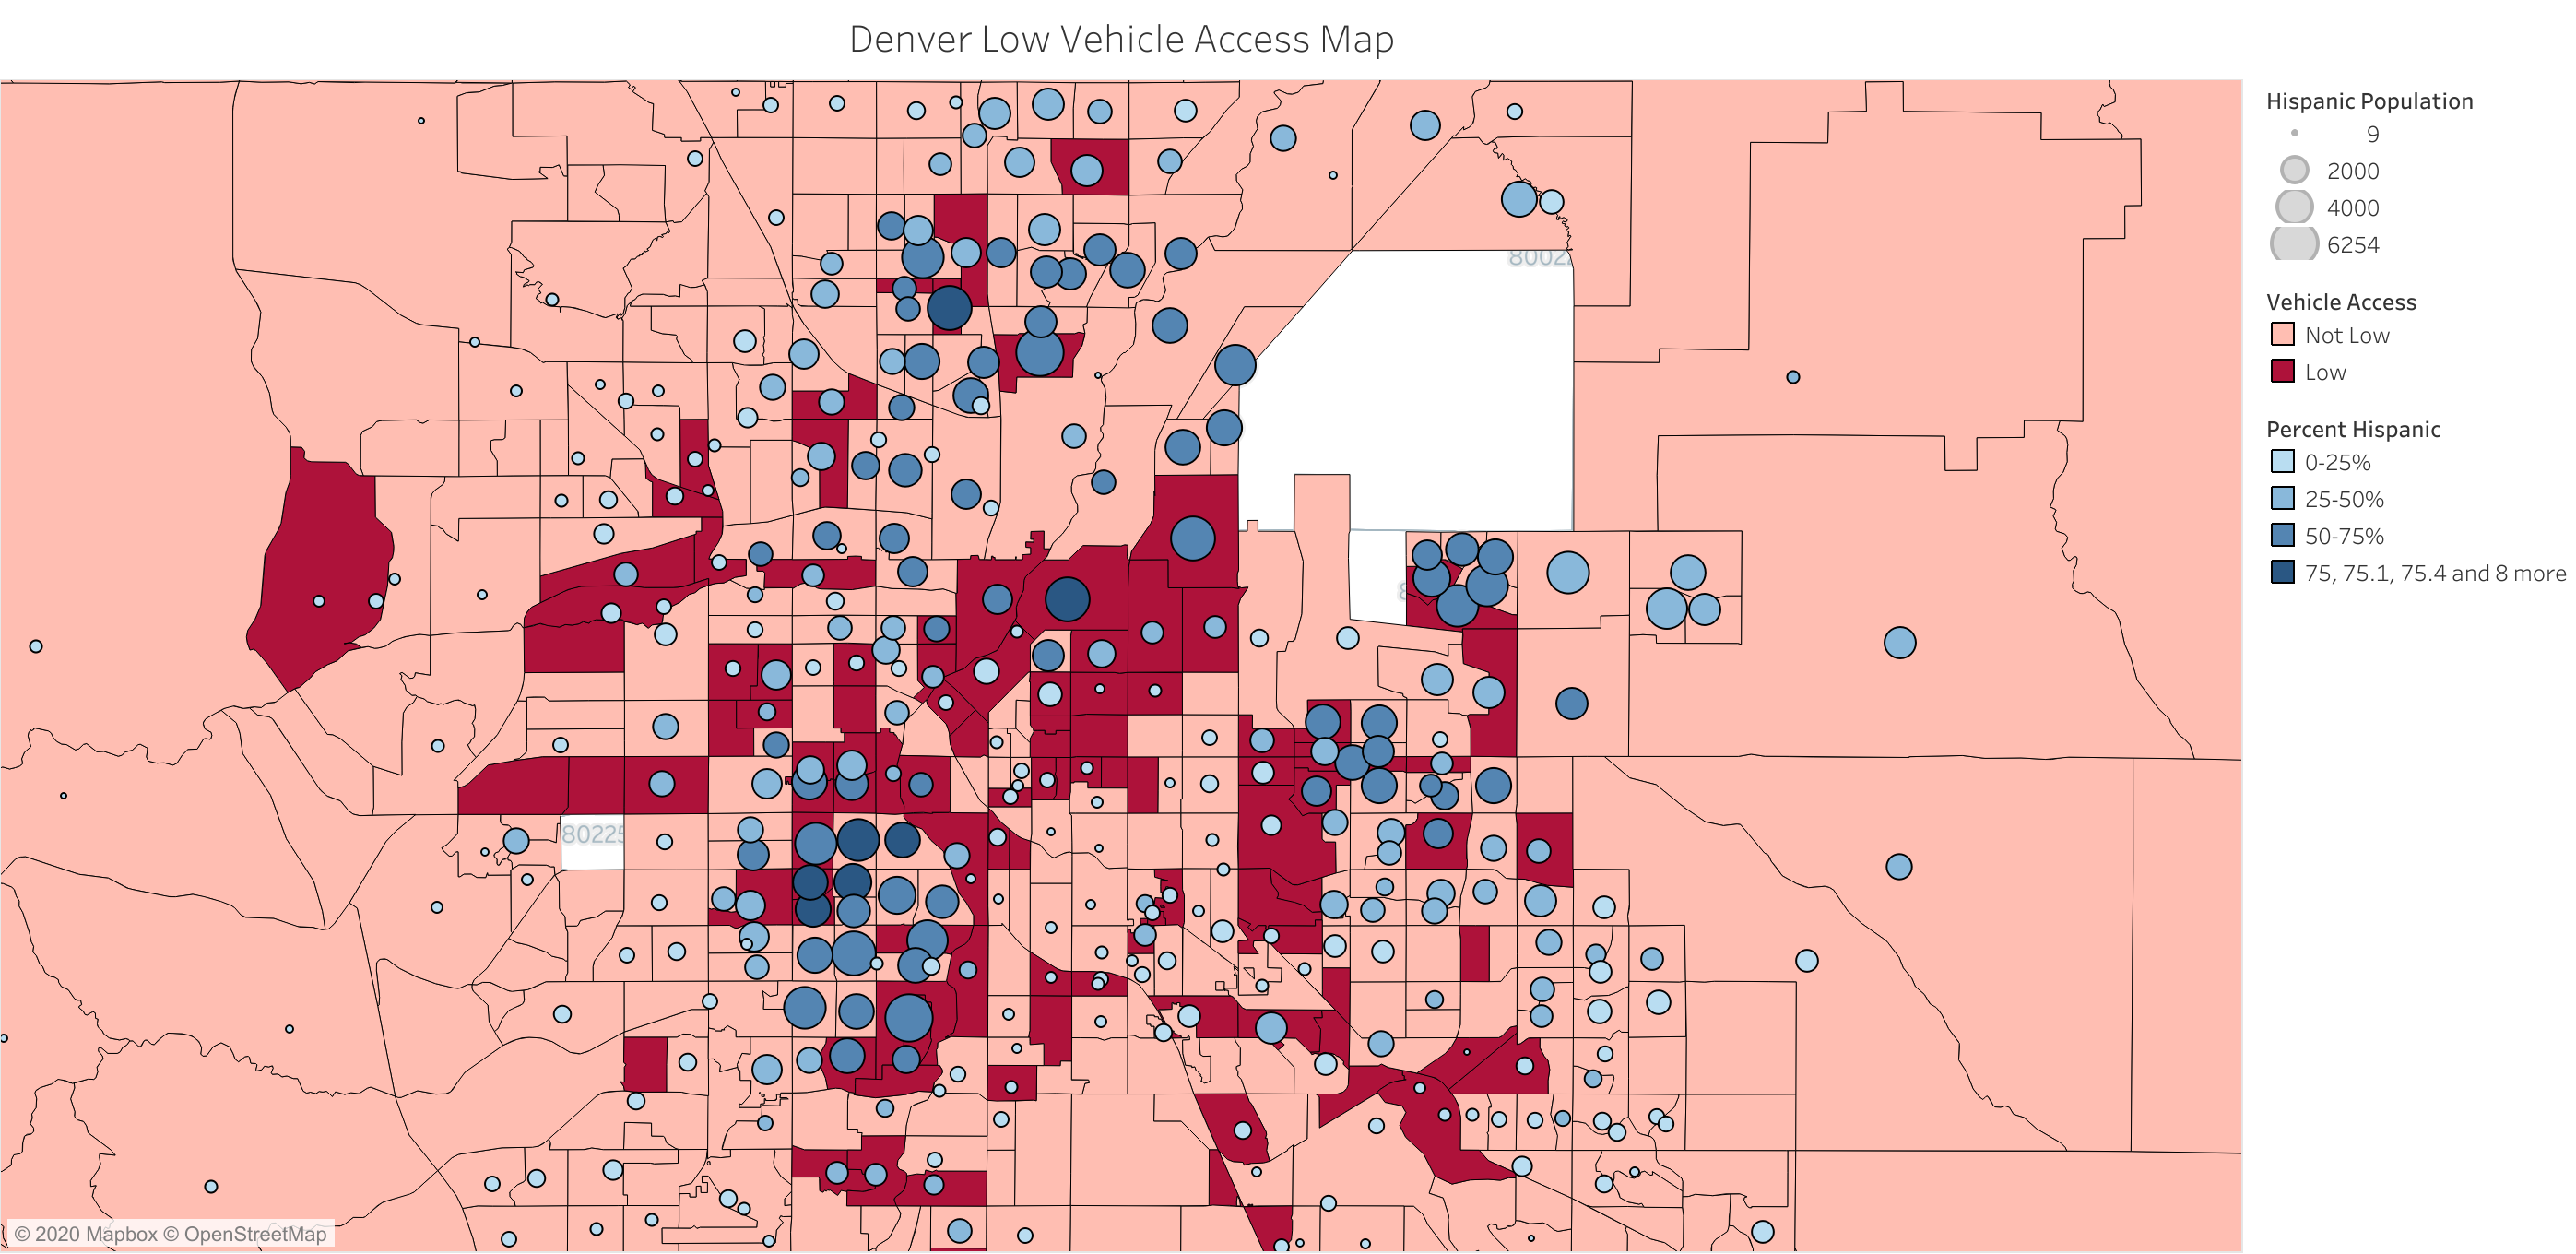 Denver Low Vehicle Access Map
Hispanic Population
9
2000
4000
6254
Vehicle Access
Not Low
Low
Percent Hispanic
0-25%
25-50%
50-75%
75, 75.1, 75.4 and 8 more
80225
© 2020 Mapbox © OpenStreetMap